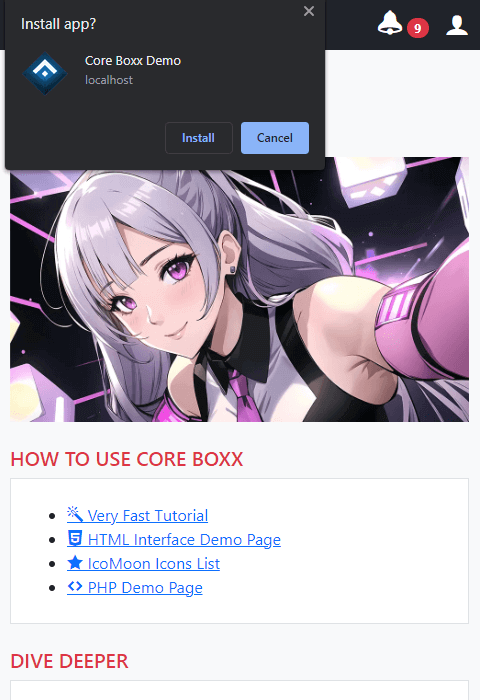 Install app?
9
Core Boxx Demo
localhost
Install
Cancel
HOW TO USE CORE BOXX
Very Fast Tutorial
HTML Interface Demo Page
IcoMoon Icons List
PHP Demo Page
DIVE DEEPER